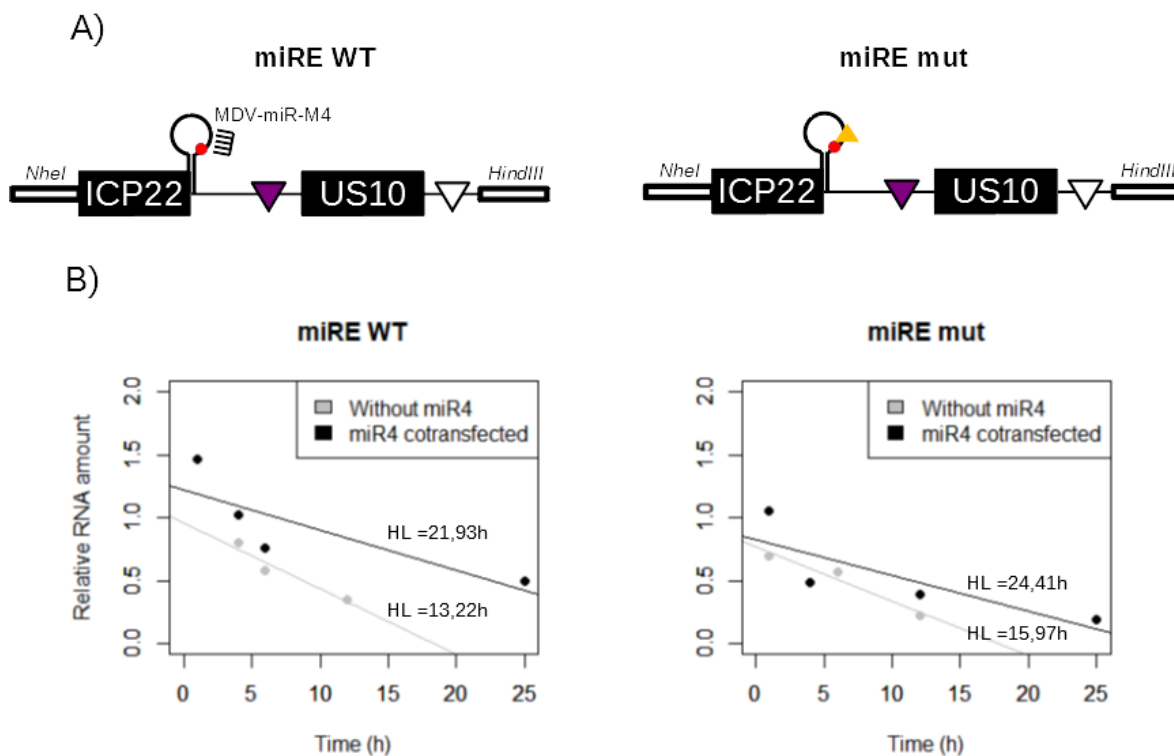 A)
miRE WT
miRE mut
MDV-miR-M4
NheI
ICP22
US10
HindIII
NheI
ICP22
US10
HindIII
B)
miRE WT
Relative RNA amount
2.0
1.5
1.0
0.5
0.0
Without miR4
miR4 cotransfected
HL =21,93h
HL =13,22h
0 5 10 15 20 25
Time (h)
miRE mut
2.0
1.5
1.0
0.5
0.0
Without miR4
miR4 cotransfected
HL =24,41h
HL =15,97h
0 5 10 15 20 25
Time (h)